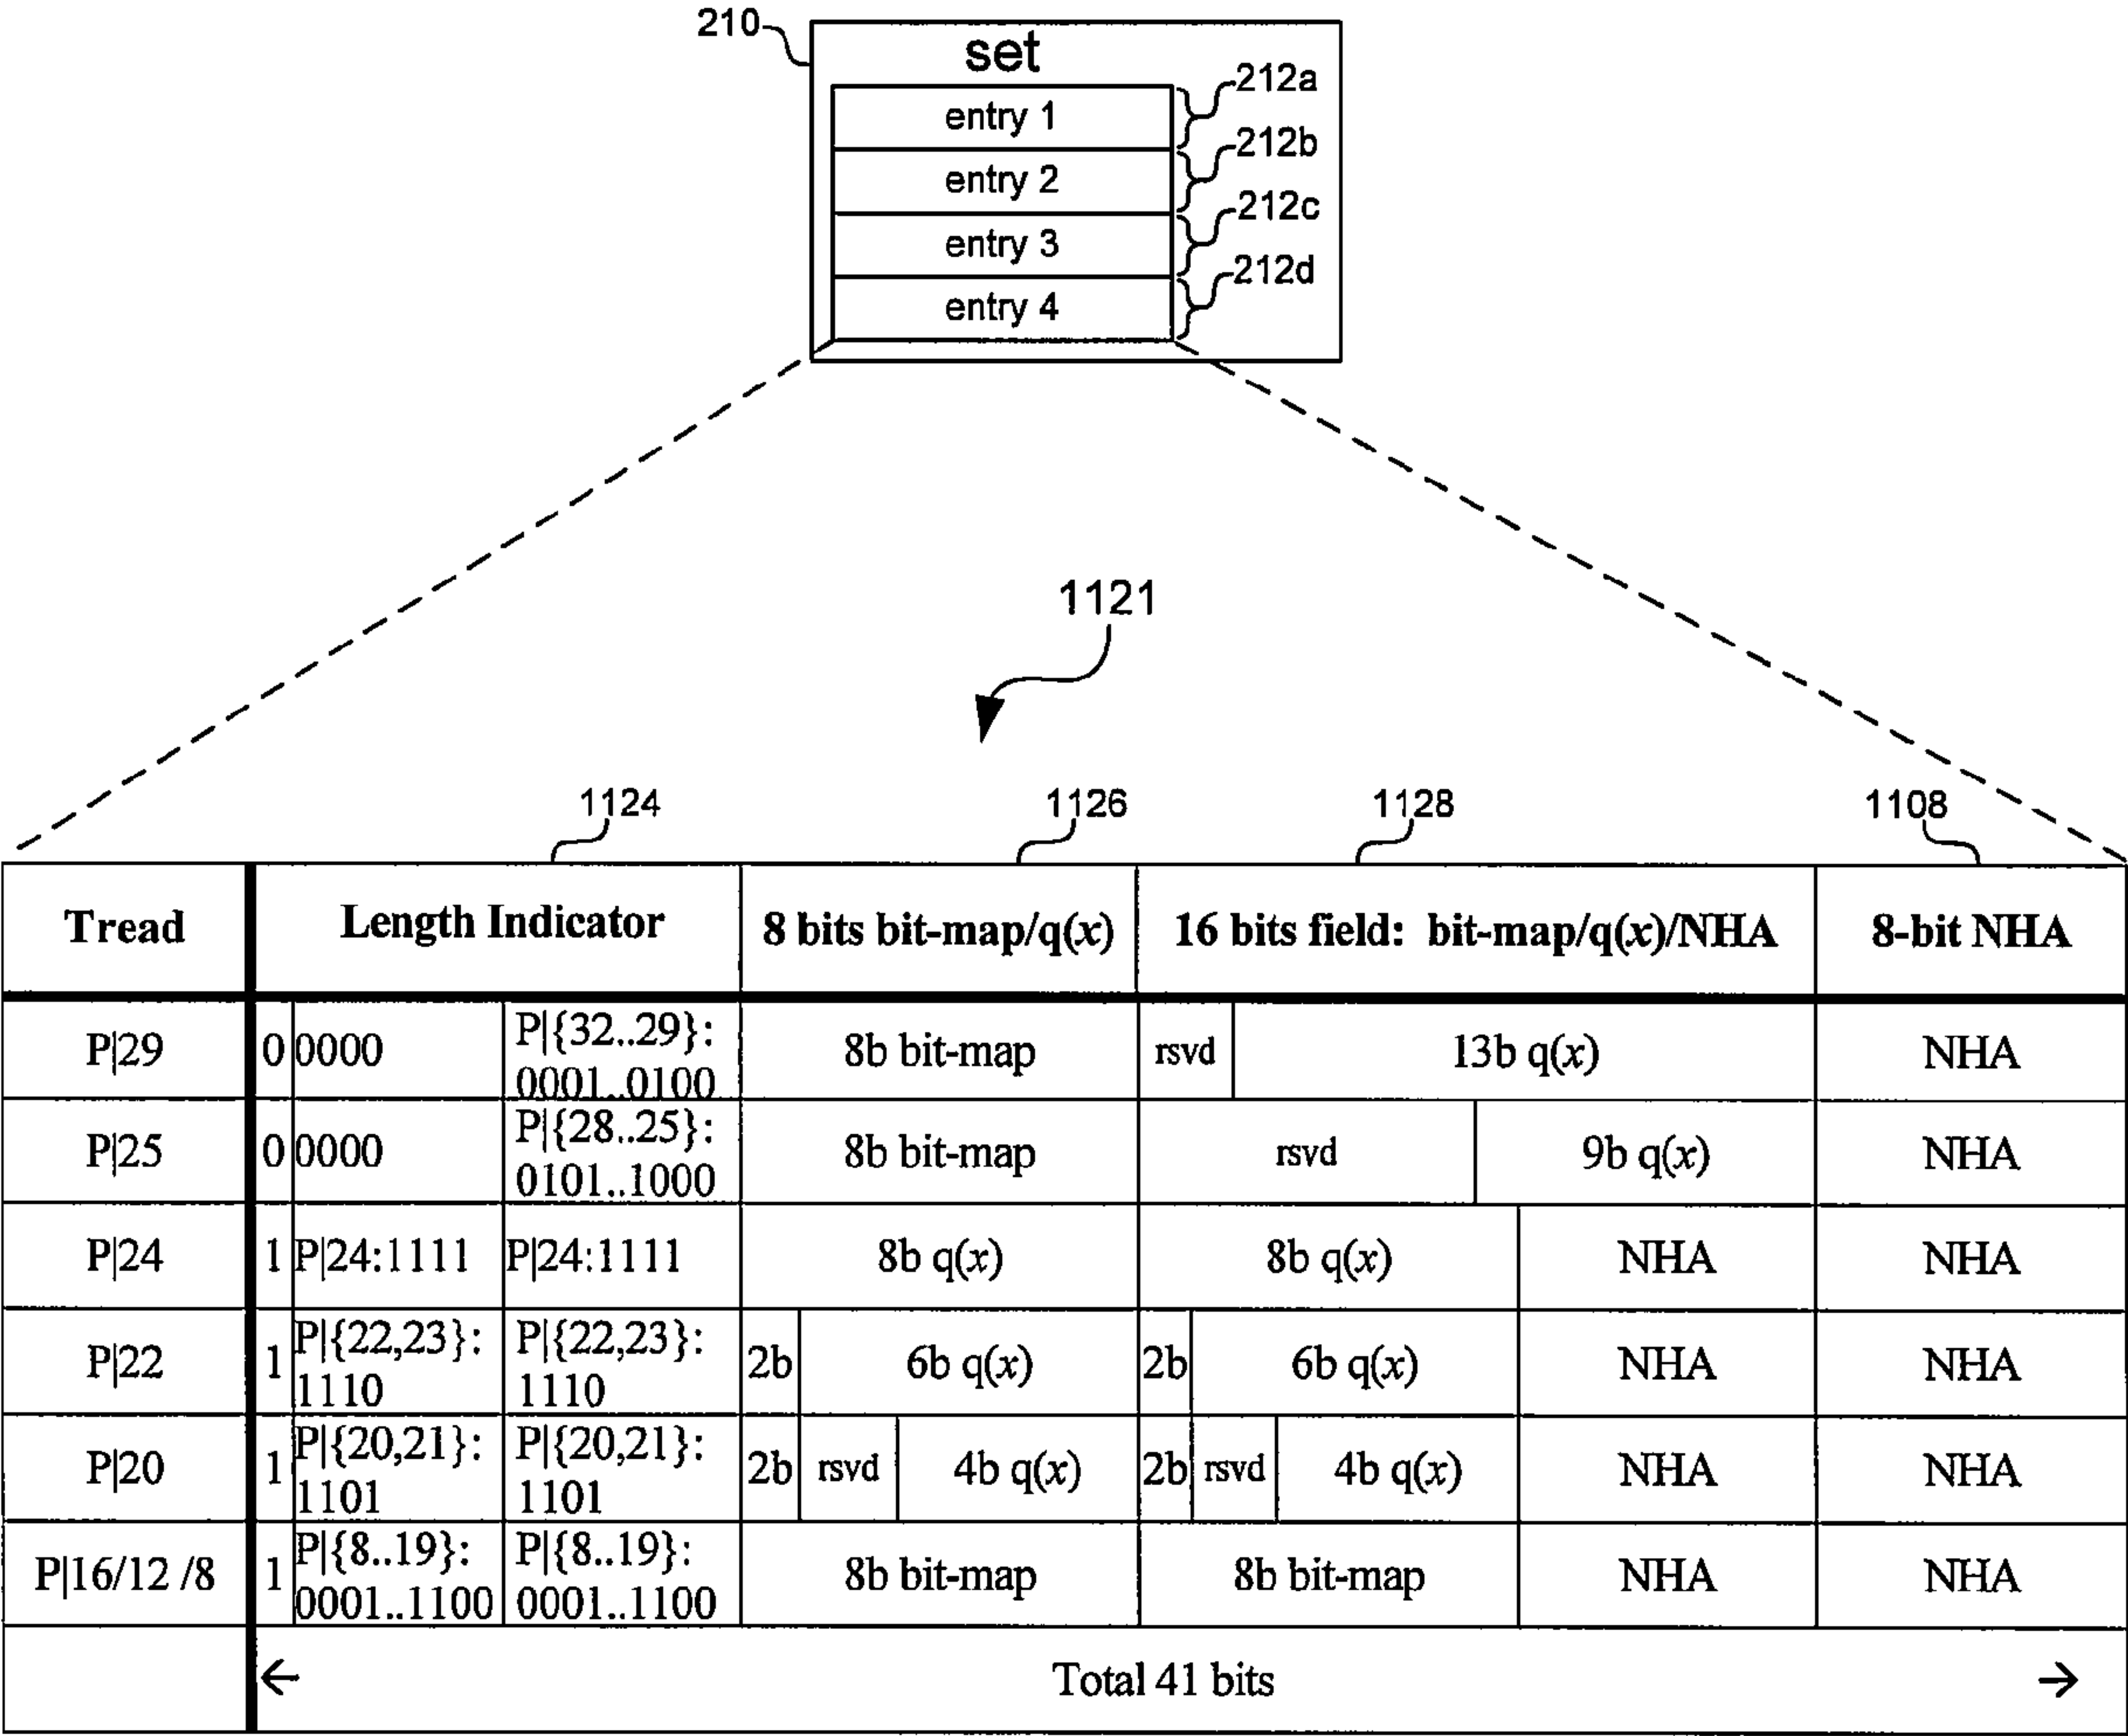 210
set
entry 1
entry 2
entry 3
entry 4
212a
212b
212c
212d
1121
1124
1126
1128
1108
Tread Length Indicator 8 bits bit-map/q(x) 16 bits field: bit-map/q(x)/NHA 8-bit NHA
P|29 0 0000 P|{32..29}: 0001..0100 8b bit-map rsvd 13b q(x) NHA
P|25 0 0000 P|{28..25}: 0101..1000 8b bit-map rsvd 9b q(x) NHA
P|24 1 P|24:1111 P|24:1111 8b q(x) 8b q(x) NHA NHA
P|22 1 P|{22,23}: 1110 P|{22,23}: 1110 2b 6b q(x) 2b 6b q(x) NHA NHA
P|20 1 P|{20,21}: 1101 P|{20,21}: 1101 2b rsvd 4b q(x) 2b rsvd 4b q(x) NHA NHA
P|16/12 /8 1 P|{8..19}: 0001..1100 P|{8..19}: 0001..1100 8b bit-map 8b bit-map NHA NHA
← Total 41 bits →